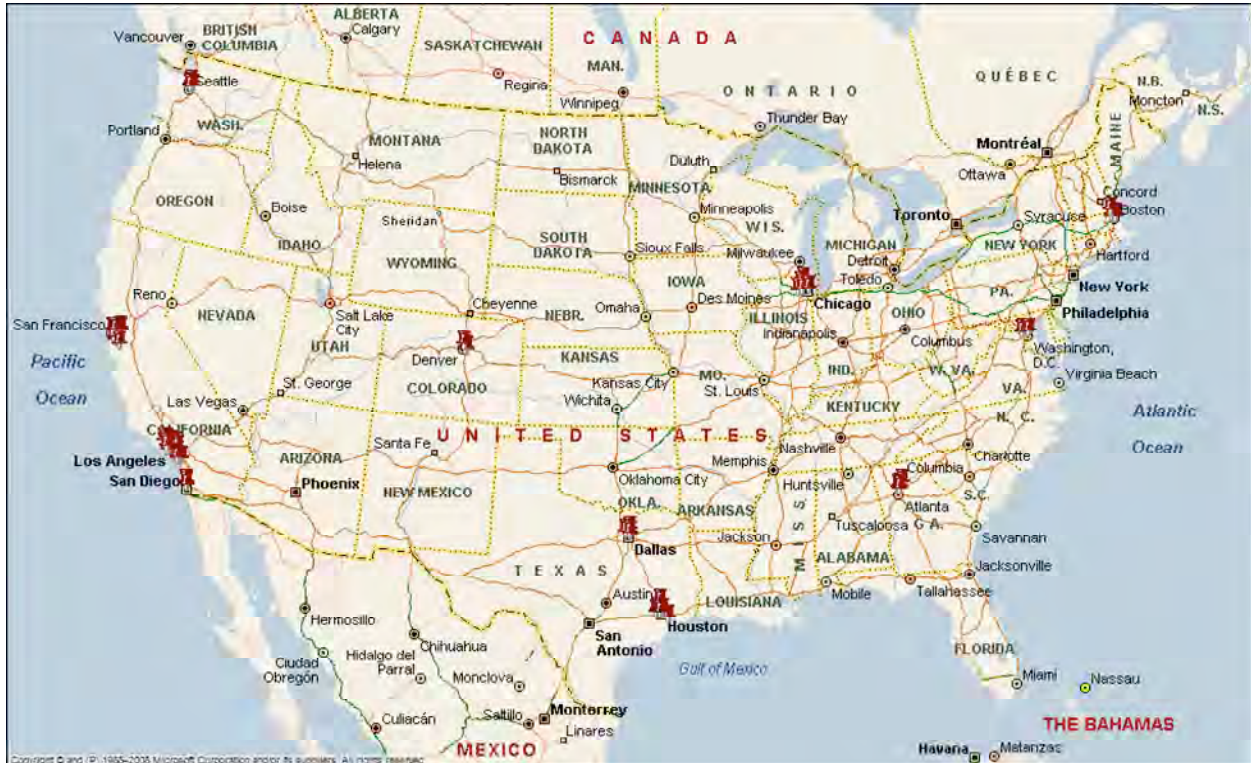 CANADA
BRITISH
COLUMBIA
ALBERTA
Calgary
Vancouver
SASKATCHEWAN
MAN.
Regina
Winnipeg
ONTARIO
QUÉBEC
N.B.
Moncton
N.S.
Seattle
WASH.
Portland
MONTANA
Helena
NORTH
DAKOTA
Bismarck
Duluth
Thunder Bay
Montréal
Ottawa
MAINE
MINNESOTA
Minneapolis
Concord
Boston
OREGON
Boise
IDAHO
Sheridan
WYOMING
SOUTH
DAKOTA
Sioux Falls
WIS.
Milwaukee
MICHIGAN
Detroit
Toledo
Toronto
Syracuse
NEW YORK
Hartford
New York
Reno
NEVADA
Salt Lake
City
UTAH
Cheyenne
NEBR.
Omaha
IOWA
Des Moines
ILLINOIS
Chicago
Indianapolis
OHIO
Columbus
PA.
Philadelphia
San Francisco
Pacific
Ocean
Denver
COLORADO
KANSAS
Kansas City
Wichita
MO.
St. Louis
IND.
W. VA.
Washington,
D.C.
VA.
Virginia Beach
St. George
Las Vegas
CALIFORNIA
KENTUCKY
N. C.
Atlantic
Ocean
UNITED STATES
Los Angeles
San Diego
ARIZONA
Phoenix
Santa Fe
NEW MEXICO
Oklahoma City
OKLA.
Memphis
Nashville
Huntsville
Charlotte
Columbia
S.C.
ARKANSAS
Atlanta
GA.
Tuscaloosa
MISS.
ALABAMA
Savannan
Dallas
Jackson
TEXAS
Austin
LOUISIANA
Mobile
Tallahassee
Jacksonville
Houston
San
Antonio
Gulf of Mexico
FLORIDA
Miami
Nassau
THE BAHAMAS
Havana
Matanzas
Hermosillo
Ciudad
Obregón
Chihuahua
Hidalgo del
Parral
Monclova
Culiacán
Saltillo
Monterrey
Linares
MEXICO